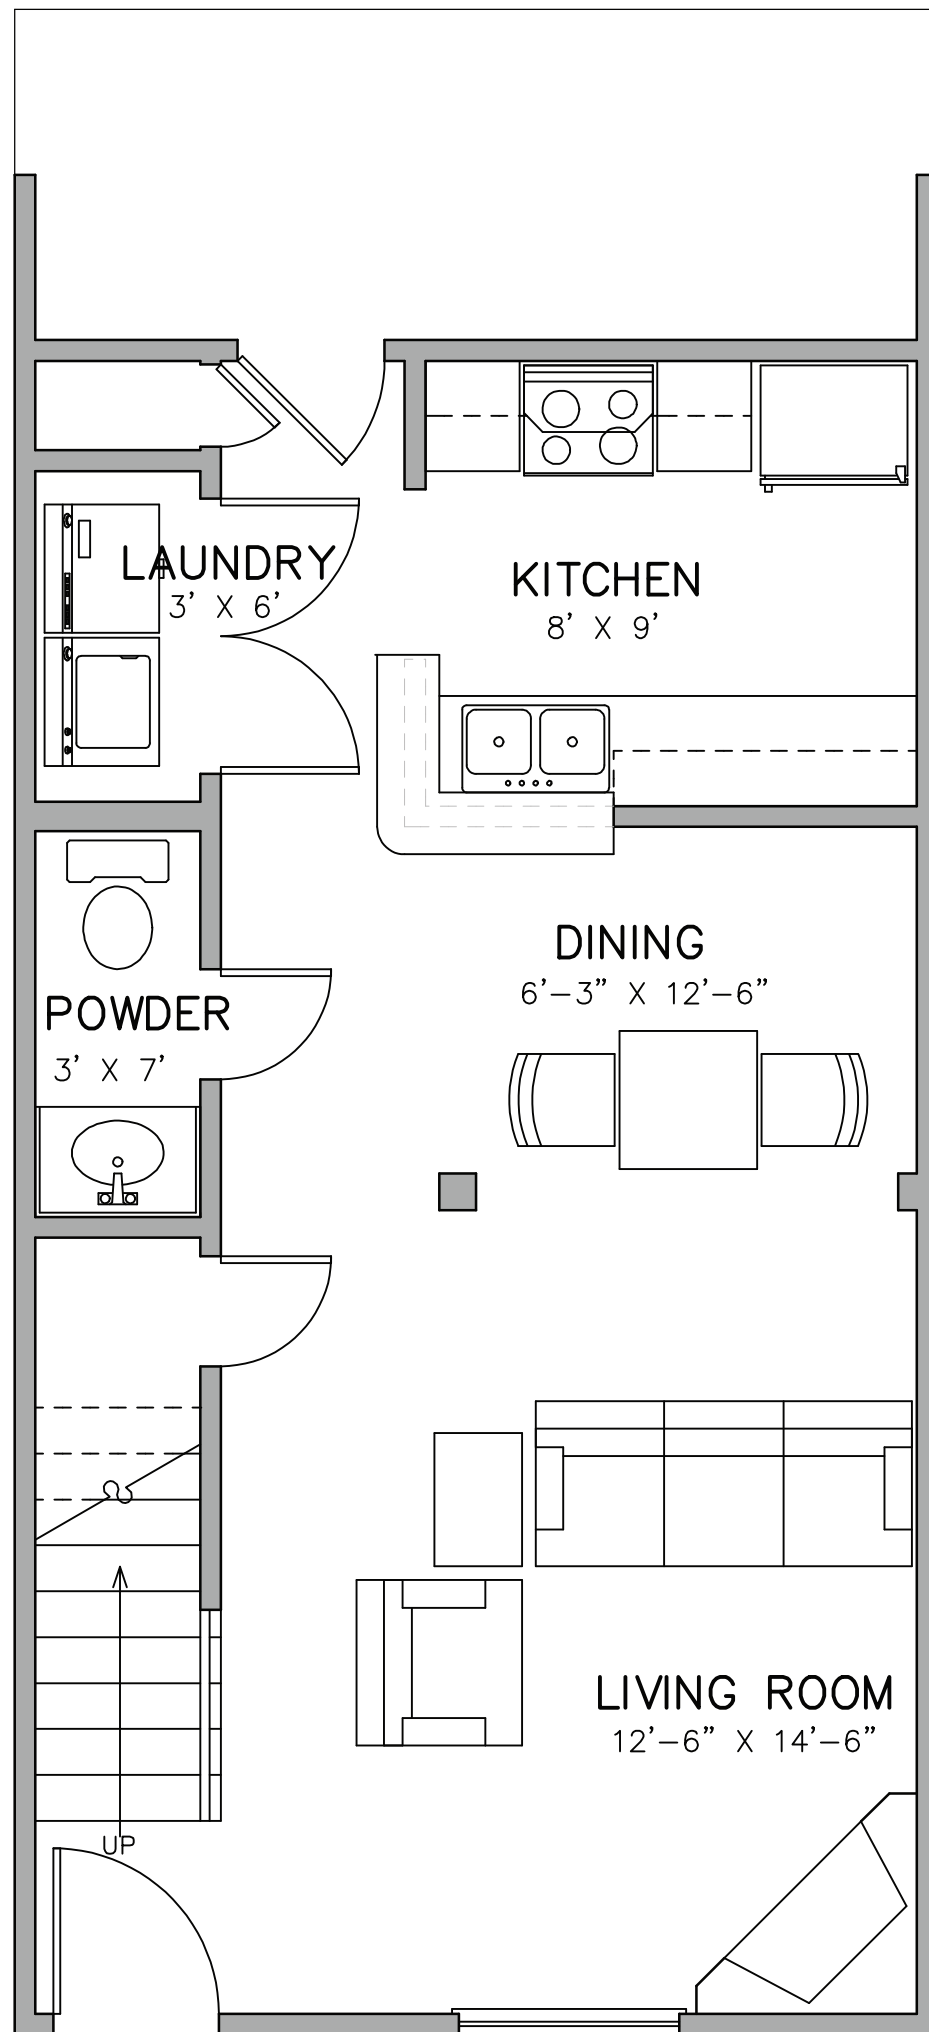 LAUNDRY
3' X 6'
KITCHEN
8' X 9'
DINING
6'-3" X 12'-6"
POWDER
3' X 7'
LIVING ROOM
12'-6" X 14'-6"
UP